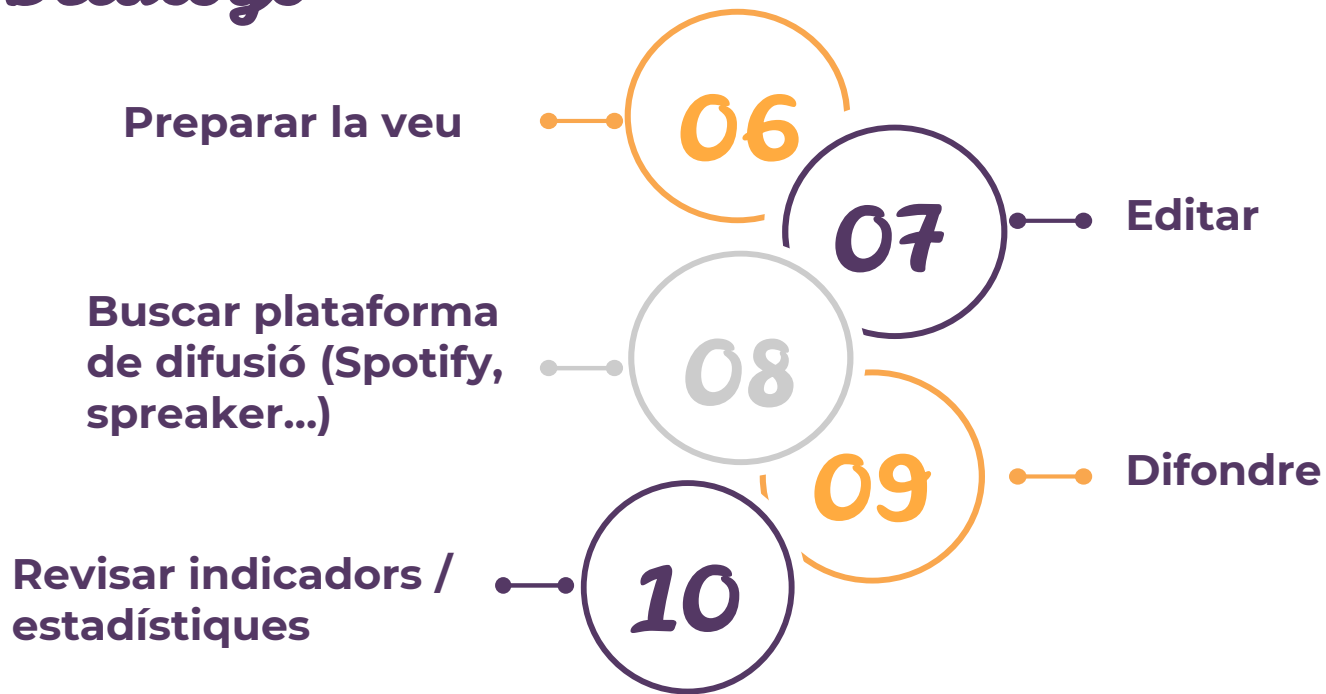 Preparar la veu
06
07
Editar
Buscar plataforma
de difusió (Spotify,
spreaker...)
08
09
Difondre
Revisar indicadors /
estadístiques
10